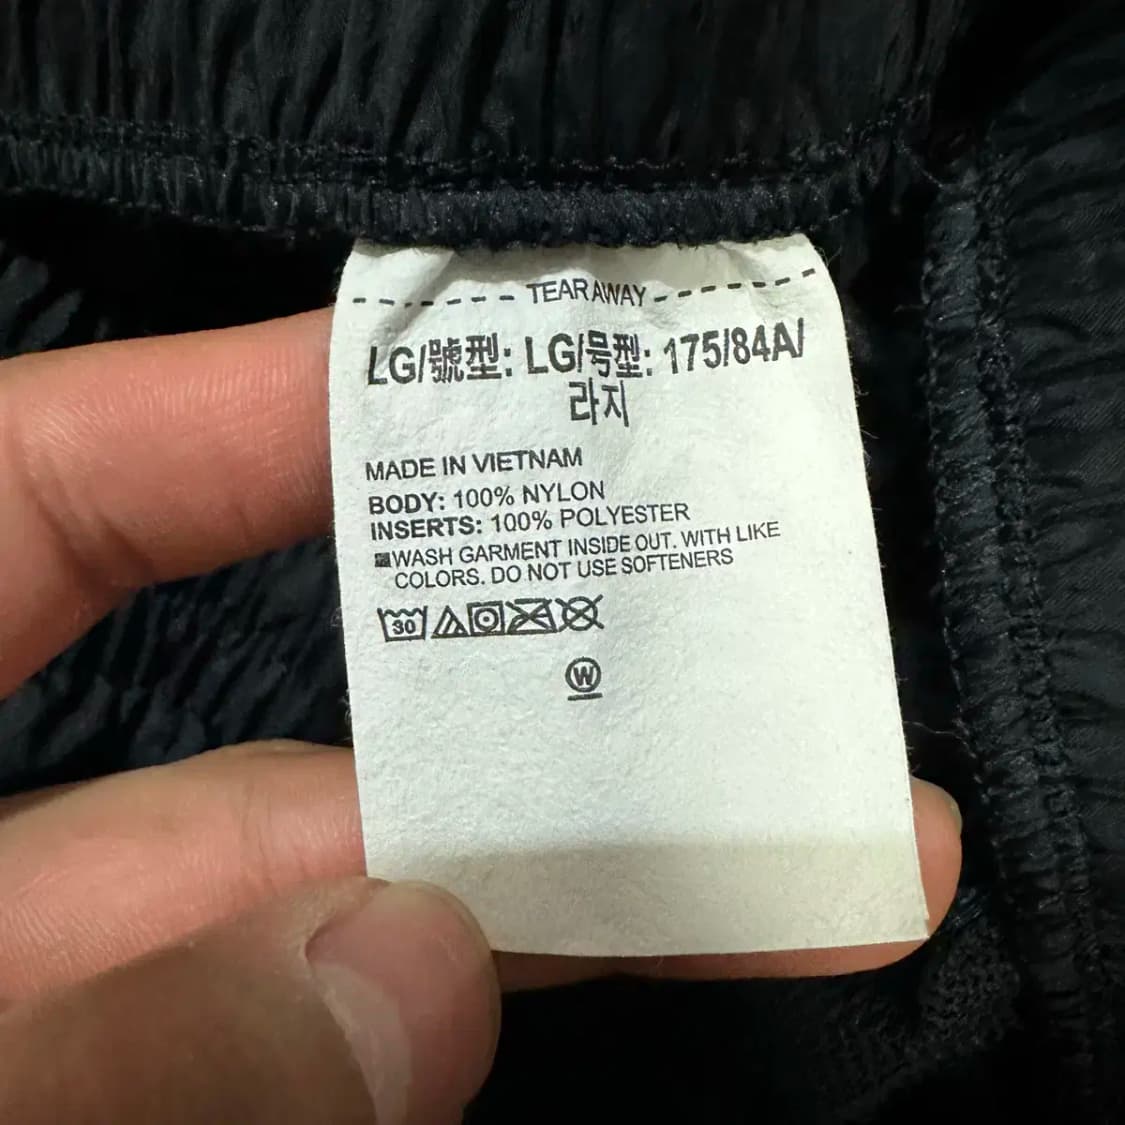 TEAR AWAY
LG/號型: LG/号型: 175/84A/
라지
MADE IN VIETNAM
BODY: 100% NYLON
INSERTS: 100% POLYESTER
WASH GARMENT INSIDE OUT. WITH LIKE
COLORS. DO NOT USE SOFTENERS
30
W